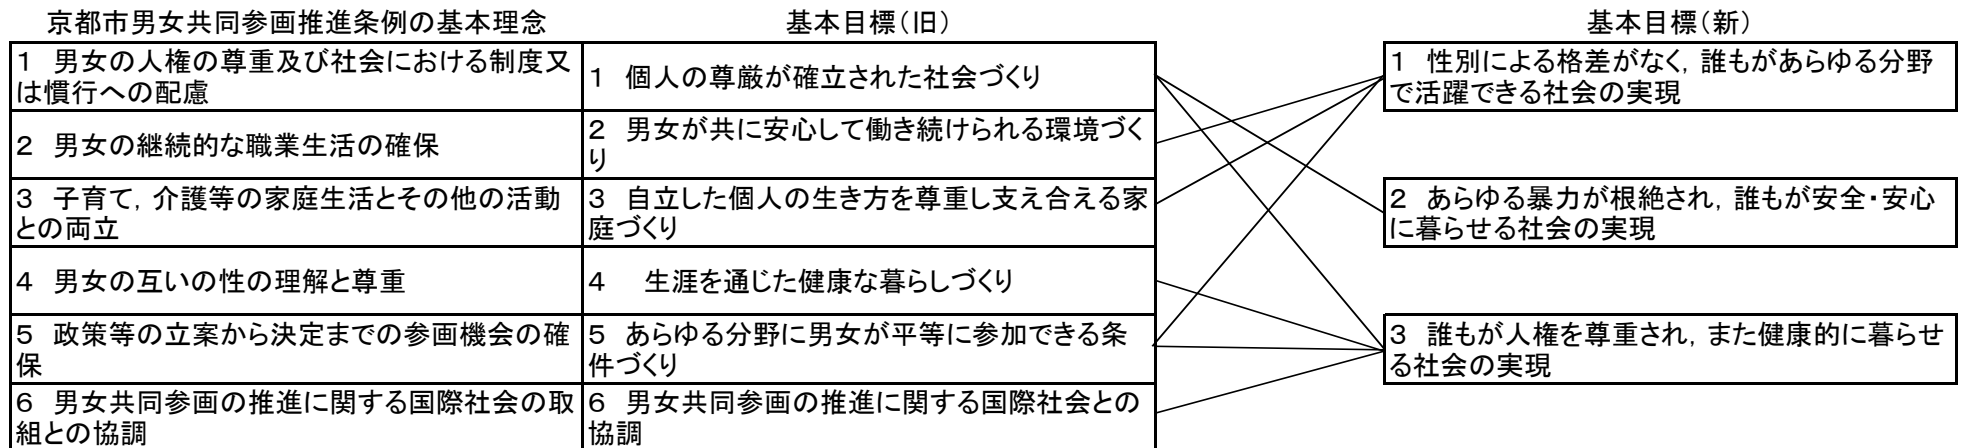 京都市男女共同参画推進条例の基本理念
基本目標（旧）
基本目標（新）
1　男女の人権の尊重及び社会における制度又
は慣行への配慮
1　個人の尊厳が確立された社会づくり
1　性別による格差がなく，誰もがあらゆる分野
で活躍できる社会の実現
2　男女の継続的な職業生活の確保
2　男女が共に安心して働き続けられる環境づく
り
3　子育て，介護等の家庭生活とその他の活動
との両立
3　自立した個人の生き方を尊重し支え合える家
庭づくり
2　あらゆる暴力が根絶され，誰もが安全・安心
に暮らせる社会の実現
4　男女の互いの性の理解と尊重
4　生涯を通じた健康な暮らしづくり
5　政策等の立案から決定までの参画機会の確
保
5　あらゆる分野に男女が平等に参加できる条
件づくり
3　誰もが人権を尊重され，また健康的に暮らせ
る社会の実現
6　男女共同参画の推進に関する国際社会の取
組との協調
6　男女共同参画の推進に関する国際社会との
協調